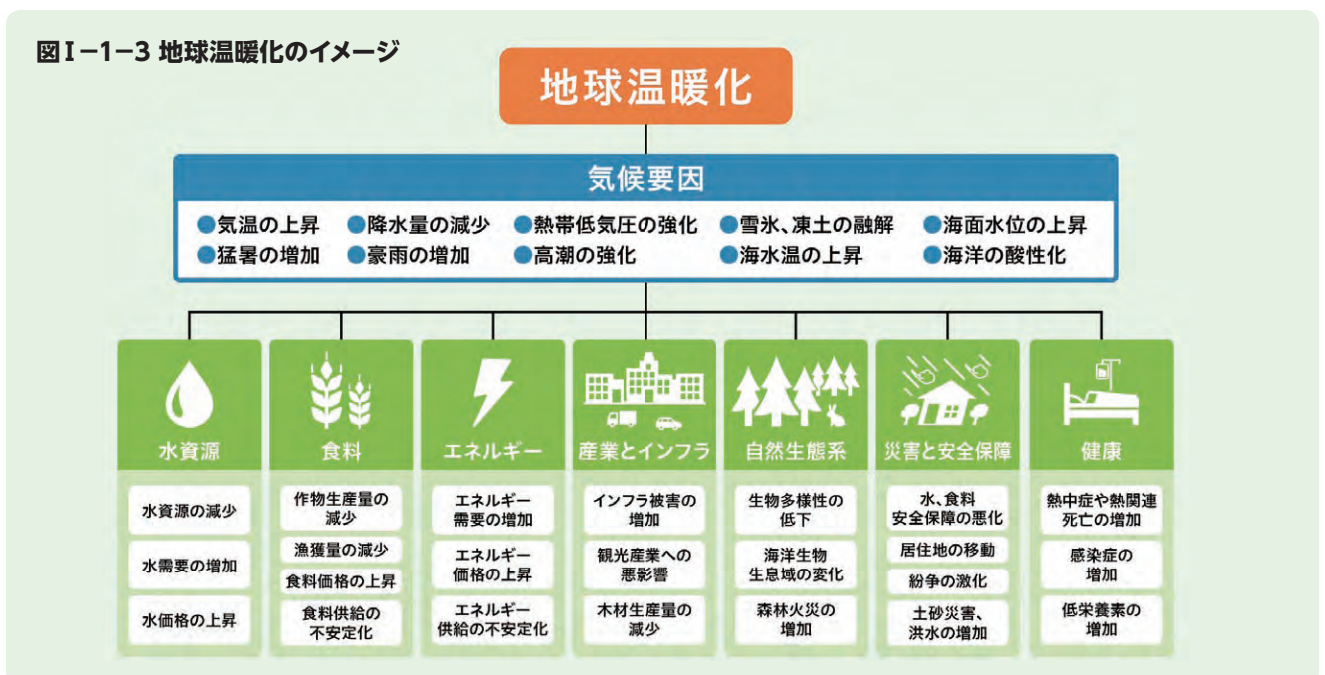 図Ⅰ−1−3 地球温暖化のイメージ
地球温暖化
気候要因
●気温の上昇 ●降水量の減少 ●熱帯低気圧の強化 ●雪氷、凍土の融解 ●海面水位の上昇
●猛暑の増加 ●豪雨の増加 ●高潮の強化 ●海水温の上昇 ●海洋の酸性化
水資源
水資源の減少
水需要の増加
水価格の上昇
食料
作物生産量の
減少
漁獲量の減少
食料価格の上昇
食料供給の
不安定化
エネルギー
エネルギー
需要の増加
エネルギー
価格の上昇
エネルギー
供給の不安定化
産業とインフラ
インフラ被害の
増加
観光産業への
悪影響
木材生産量の
減少
自然生態系
生物多様性の
低下
海洋生物
生息域の変化
森林火災の
増加
災害と安全保障
水、食料
安全保障の悪化
居住地の移動
紛争の激化
土砂災害、
洪水の増加
健康
熱中症や熱関連
死亡の増加
感染症の
増加
低栄養素の
増加